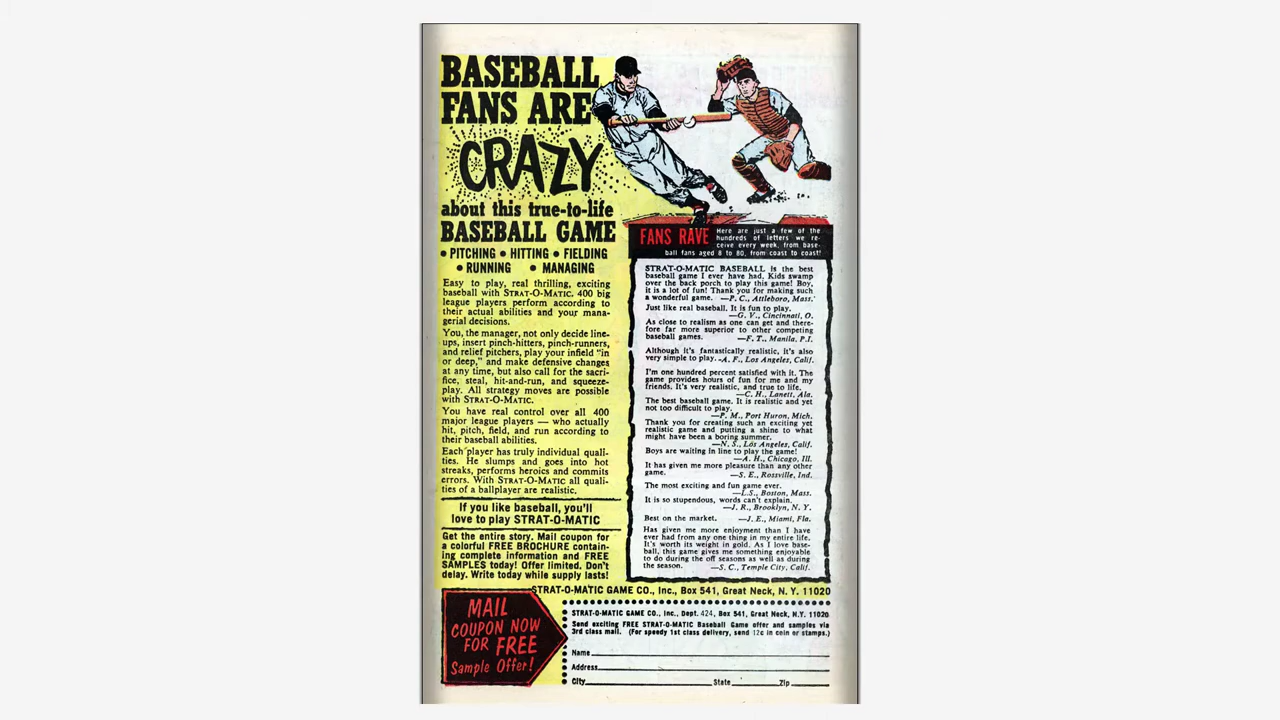 BASEBALL
FANS ARE
CRAZY
about this true-to-life
BASEBALL GAME
• PITCHING • HITTING • FIELDING
• RUNNING • MANAGING
Easy to play, real thrilling, exciting
baseball with STRAT-O-MATIC. 400 big
league players perform according to
their actual abilities and your mana-
gerial decisions.
You, the manager, not only decide line-
ups, insert pinch-hitters, pinch-runners,
and relief pitchers, play your infield "in
or deep," and make defensive changes
at any time, but also call for the sacri-
fice, steal, hit-and-run, and squeeze-
play. All strategy moves are possible
with STRAT-O-MATIC.
You have real control over all 400
major league players — who actually
hit, pitch, field, and run according to
their baseball abilities.
Each player has truly individual quali-
ties. He slumps and goes into hot
streaks, performs heroics and commits
errors. With STRAT-O-MATIC all quali-
ties of a ballplayer are realistic.
If you like baseball, you'll
love to play STRAT-O-MATIC
Get the entire story. Mail coupon for
a colorful FREE BROCHURE contain-
ing complete information and FREE
SAMPLES today! Offer limited. Don't
delay. Write today while supply lasts!
FANS RAVE
Here are just a few of the
hundreds of letters we re-
ceive every week, from base-
ball fans aged 8 to 80, from coast to coast!
STRAT-O-MATIC BASEBALL is the best
baseball game I ever have had. Kids swamp
over the back porch to play this game! Boy,
it is a lot of fun! Thank you for making such
a wonderful game. —P. C., Attleboro, Mass.
Just like real baseball. It is fun to play.
—G. V., Cincinnati, O.
As close to realism as one can get and there-
fore far more superior to other competing
baseball games. —F. T., Manila, P.I.
Although it's fantastically realistic, it's also
very simple to play. –A. F., Los Angeles, Calif.
I'm one hundred percent satisfied with it. The
game provides hours of fun for me and my
friends. It's very realistic, and true to life.
—C. H., Lanett, Ala.
The best baseball game. It is realistic and yet
not too difficult to play.
—P. M., Port Huron, Mich.
Thank you for creating such an exciting yet
realistic game and putting a shine to what
might have been a boring summer.
—N. S., Los Angeles, Calif.
Boys are waiting in line to play the game!
—A. H., Chicago, Ill.
It has given me more pleasure than any other
game. —S. E., Rossville, Ind.
The most exciting and fun game ever.
—L.S., Boston, Mass.
It is so stupendous, words can't explain.
—J. R., Brooklyn, N. Y.
Best on the market. —J. E., Miami, Fla.
Has given me more enjoyment than I have
ever had from any one thing in my entire life.
It's worth its weight in gold. As I love base-
ball, this game gives me something enjoyable
to do during the off seasons as well as during
the season. —S. C., Temple City, Calif.
STRAT-O-MATIC GAME CO., Inc., Box 541, Great Neck, N. Y. 11020
MAIL
COUPON NOW
FOR FREE
Sample Offer!
STRAT-O-MATIC GAME CO., Inc., Dept. 424, Box 541, Great Neck, N.Y. 11020
Send exciting FREE STRAT-O-MATIC Baseball Game offer and samples via
3rd class mail. (For speedy 1st class delivery, send 12c in coin or stamps.)
Name
Address
City State Zip